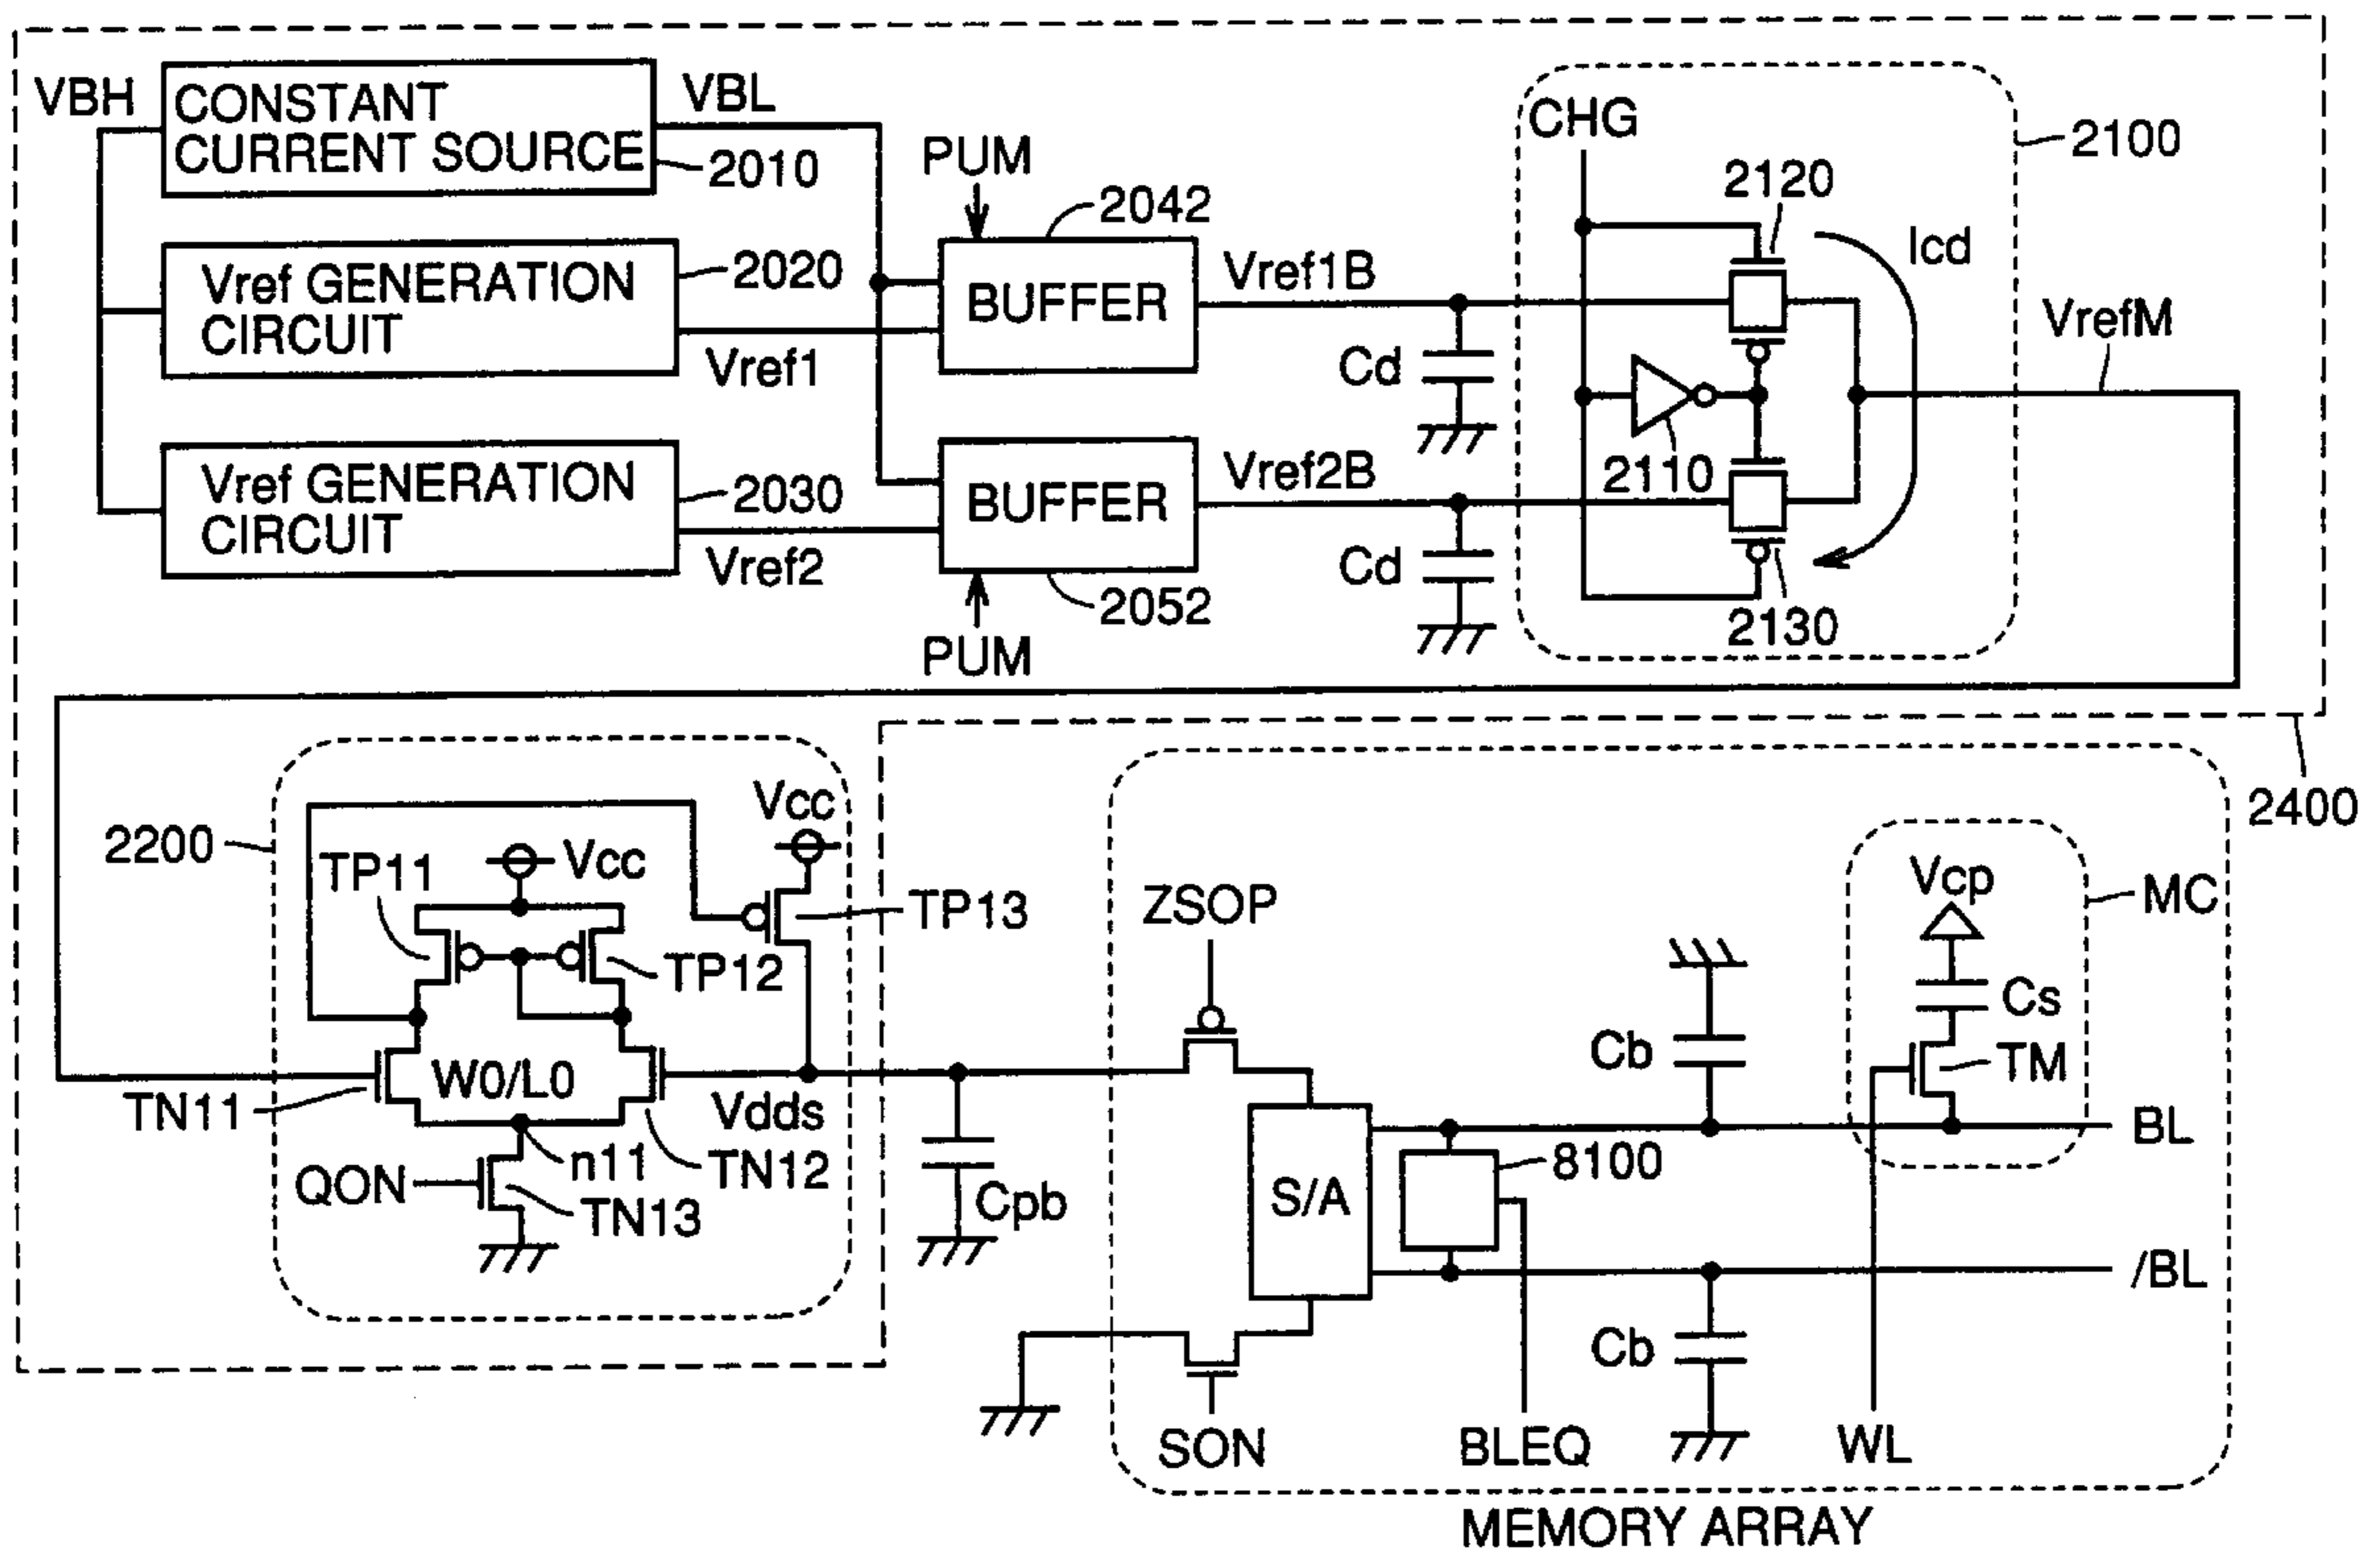 VBH
CONSTANT
CURRENT SOURCE
VBL
2010
PUM
CHG
2100
2120
2042
Vref GENERATION
CIRCUIT
2020
Vref1
BUFFER
Vref1B
Icd
VrefM
Cd
2110
Vref GENERATION
CIRCUIT
2030
Vref2
BUFFER
Vref2B
Cd
2052
2130
PUM
2400
2200
Vcc
Vcc
TP11
TP13
TP12
W0/L0
TN11
Vdds
n11
TN12
QON
TN13
Cpb
ZSOP
Vcp
MC
Cs
Cb
TM
BL
8100
S/A
/BL
Cb
SON
BLEQ
WL
MEMORY ARRAY